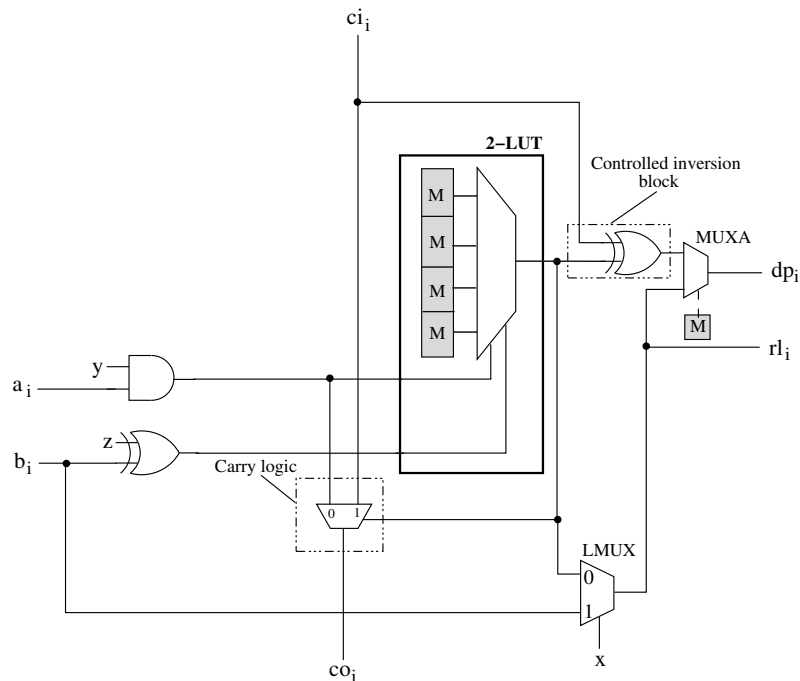 ci_i
2−LUT
Controlled inversion
block
M
M
M
M
MUXA
dp_i
M
rl_i
y
a_i
z
b_i
Carry logic
0 1
LMUX
0
1
x
co_i